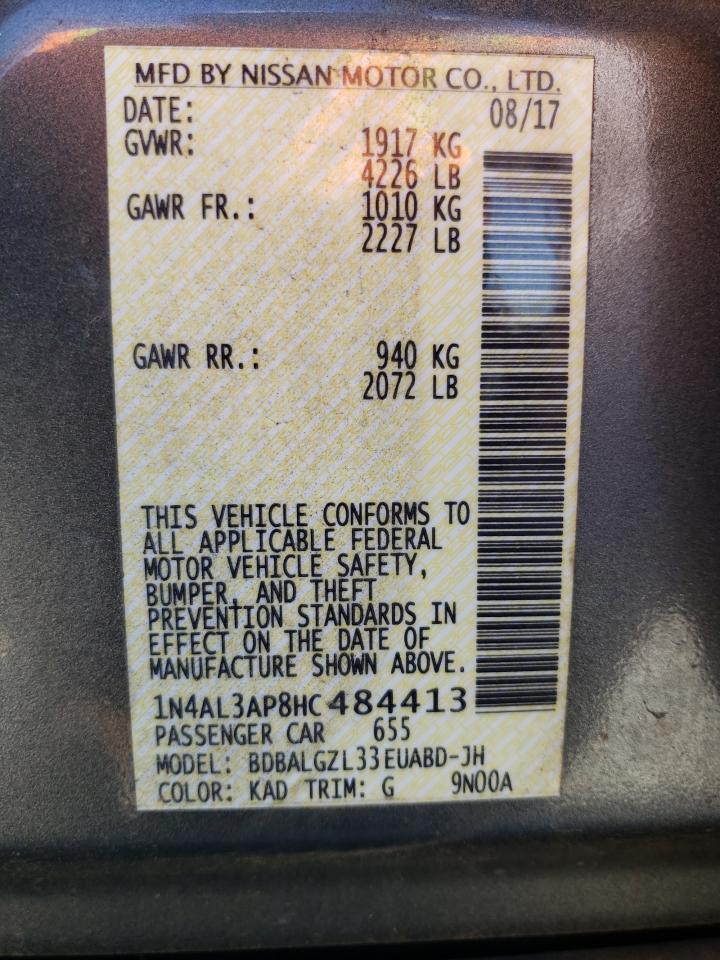 MFD BY NISSAN MOTOR CO., LTD.
DATE: 08/17
GVWR: 1917 KG
4226 LB
GAWR FR.: 1010 KG
2227 LB
GAWR RR.: 940 KG
2072 LB
THIS VEHICLE CONFORMS TO
ALL APPLICABLE FEDERAL
MOTOR VEHICLE SAFETY,
BUMPER, AND THEFT
PREVENTION STANDARDS IN
EFFECT ON THE DATE OF
MANUFACTURE SHOWN ABOVE.
1N4AL3AP8HC484413
PASSENGER CAR 655
MODEL: BDBALGZL33EUABD-JH
COLOR: KAD TRIM: G 9N00A